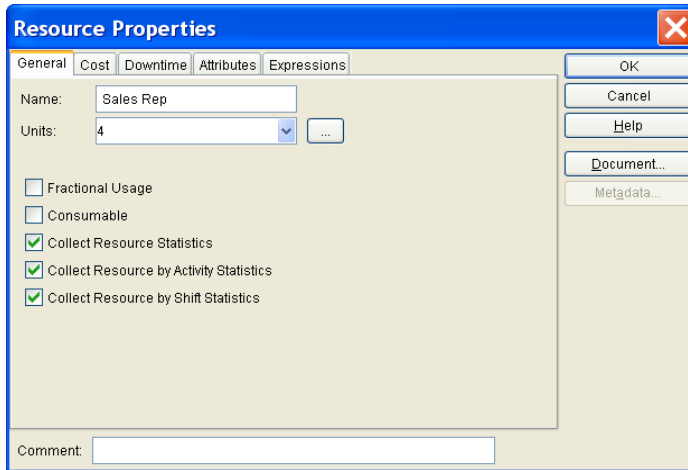 Resource Properties
General Cost Downtime Attributes Expressions
OK
Name: Sales Rep
Cancel
Units: 4 ...
Help
Document...
Metadata...
Fractional Usage
Consumable
Collect Resource Statistics
Collect Resource by Activity Statistics
Collect Resource by Shift Statistics
Comment: